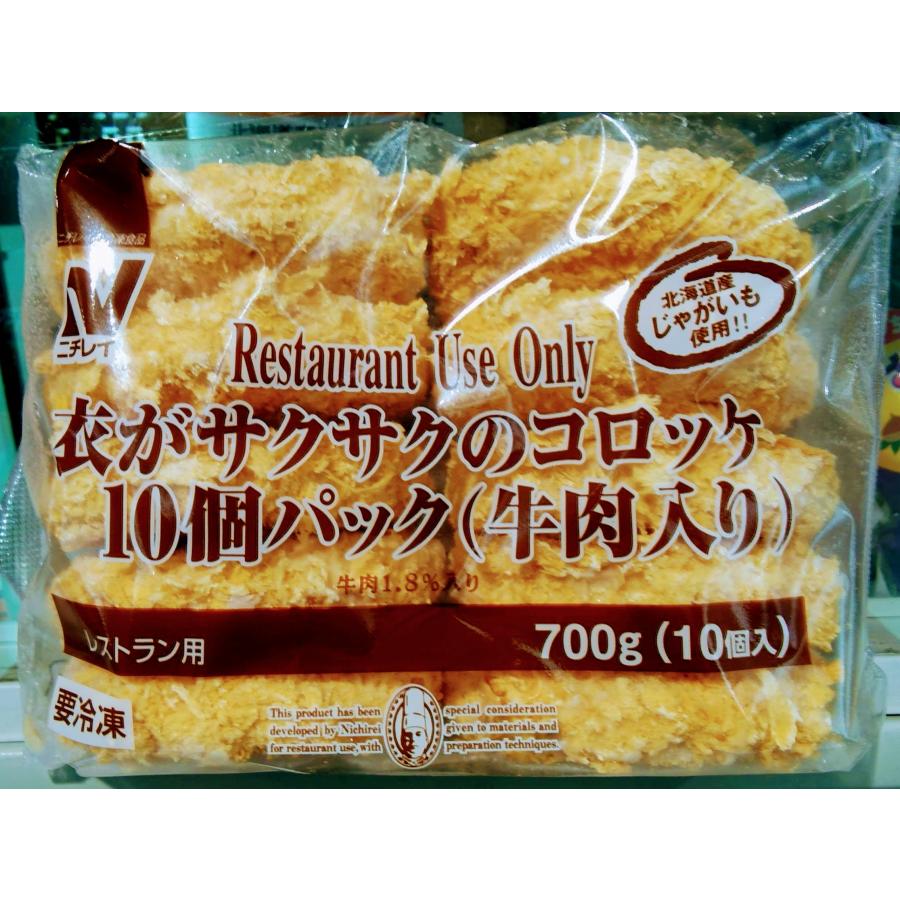 ニチレイ
北海道産
じゃがいも
使用!!
Restaurant Use Only
衣がサクサクのコロッケ
10個パック(牛肉入り)
牛肉1.8%入り
レストラン用
700g(10個入)
要冷凍
This product has been
developed by Nichirei
for restaurant use, with
special consideration
given to materials and
preparation techniques.